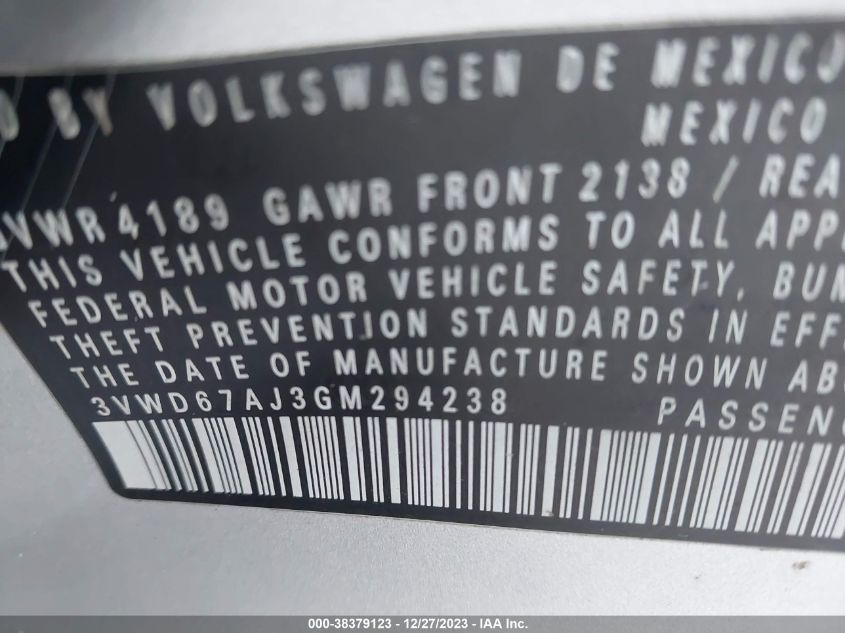 D BY VOLKSWAGEN DE MEXICO
MEXICO
GVWR 4189 GAWR FRONT 2138 / REA
THIS VEHICLE CONFORMS TO ALL APPL
FEDERAL MOTOR VEHICLE SAFETY, BUM
THEFT PREVENTION STANDARDS IN EFFE
THE DATE OF MANUFACTURE SHOWN AB
3VWD67AJ3GM294238 PASSEN
000-38379123 - 12/27/2023 - IAA Inc.